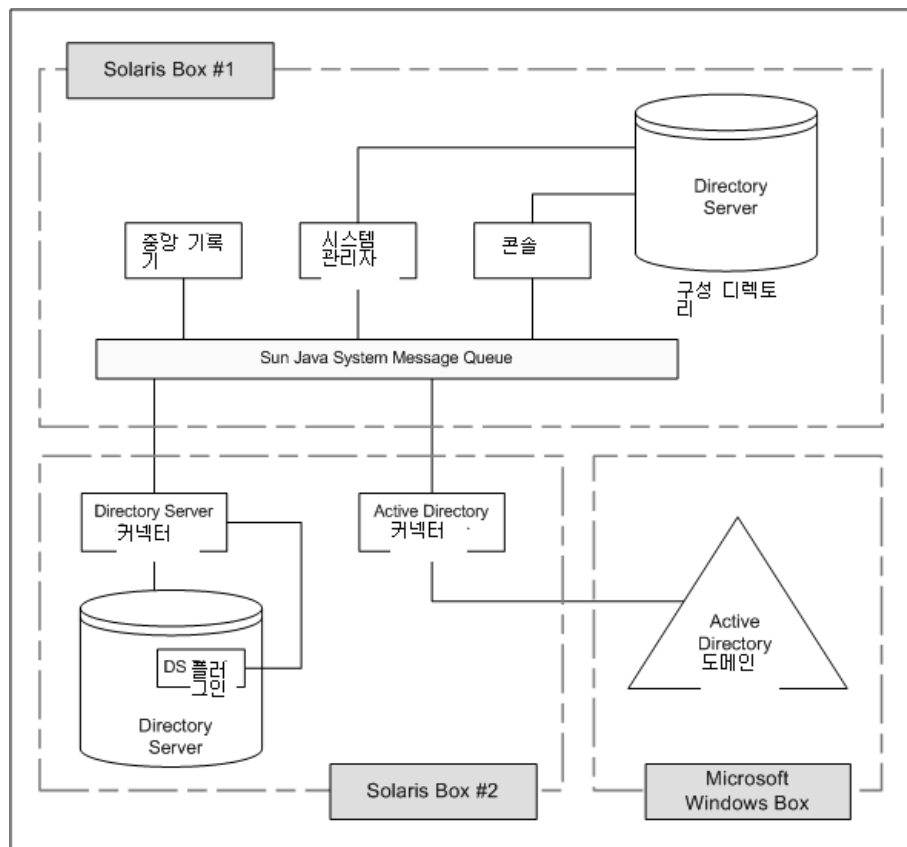 Solaris Box #1
Directory
Server
중앙 기록
기
시스템
관리자
콘솔
구성 디렉토
리
Sun Java System Message Queue
Directory Server
커넥터
Active Directory
커넥터
DS 플러
그인
Directory
Server
Active
Directory
도메인
Solaris Box #2
Microsoft
Windows Box